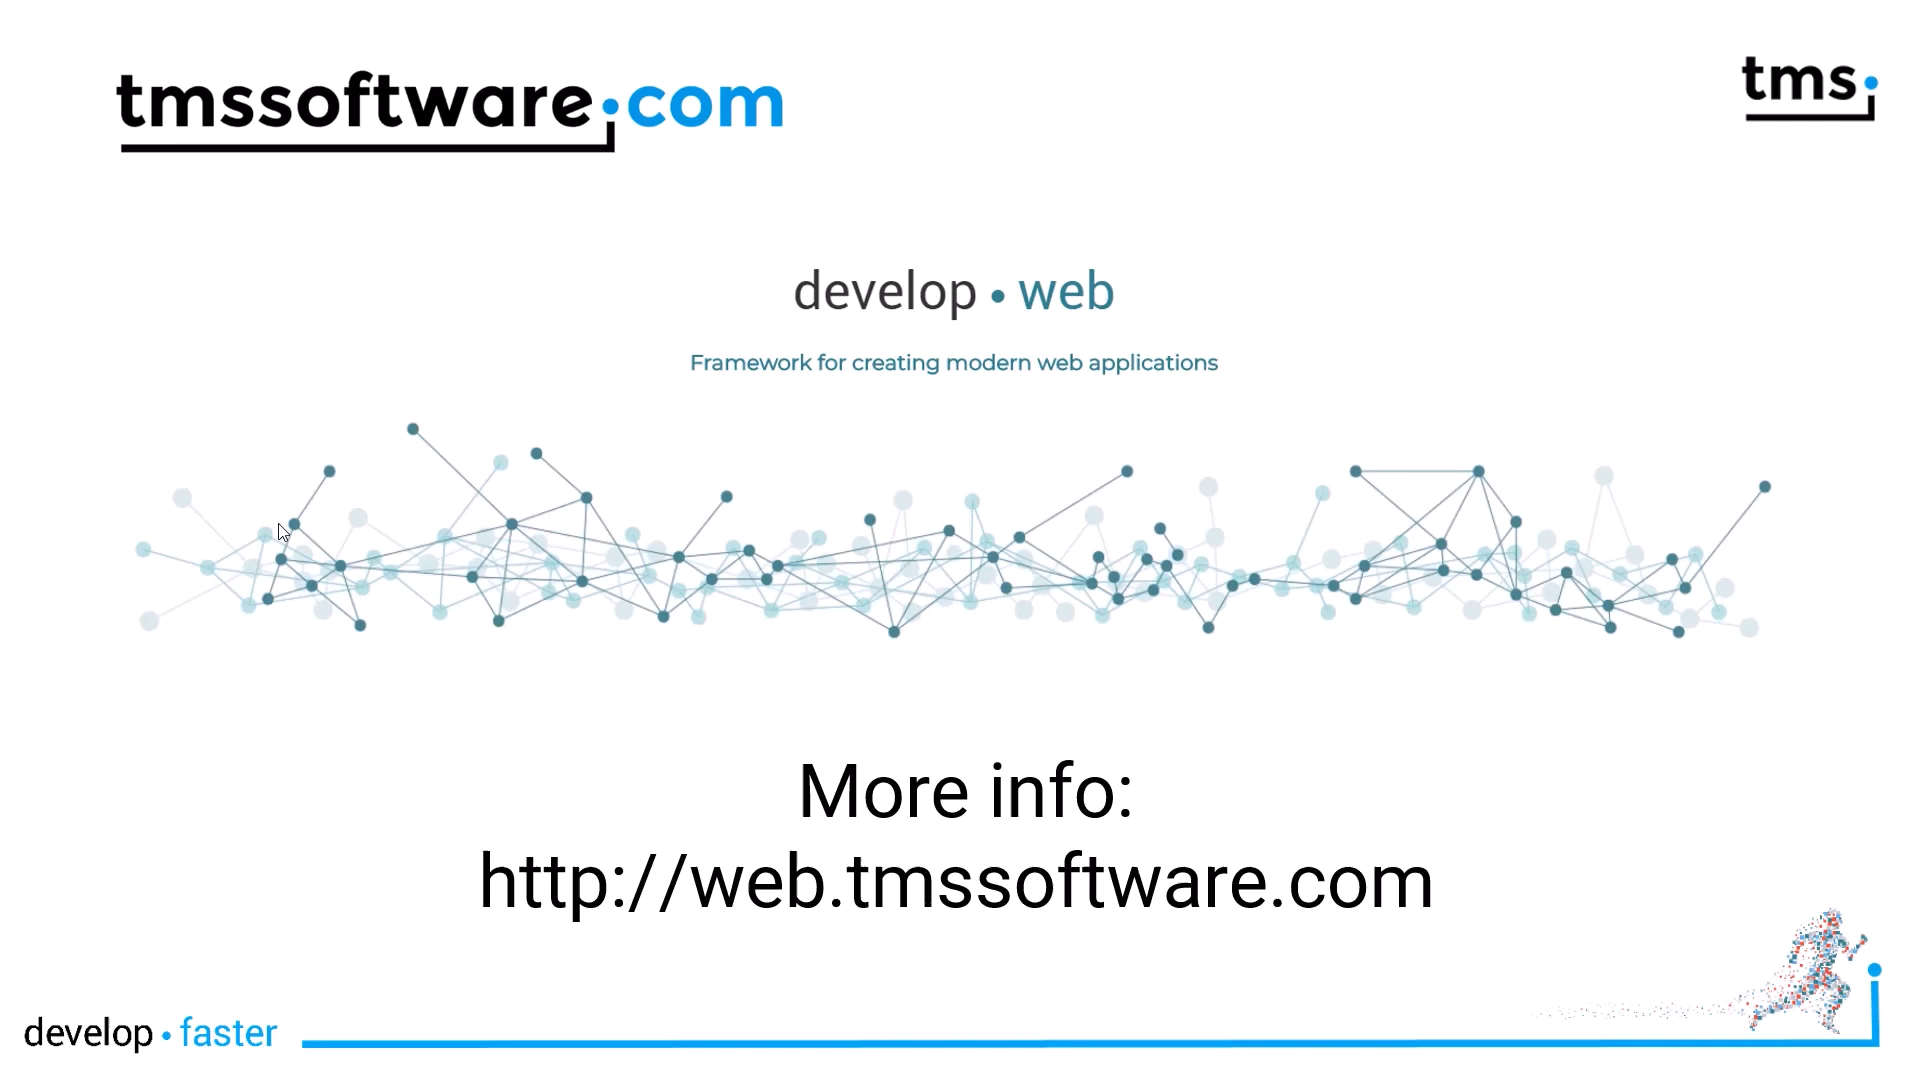 tmssoftware.com
tms
develop • web
Framework for creating modern web applications
More info:
http://web.tmssoftware.com
develop • faster